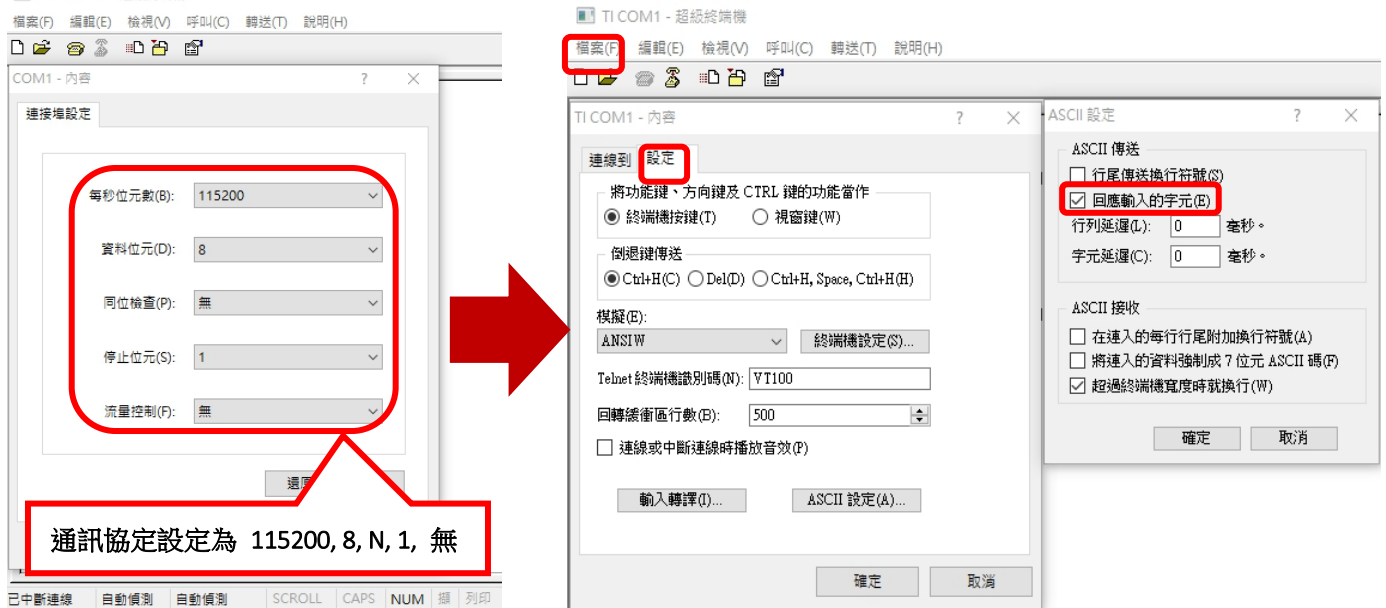 檔案(F) 編輯(E) 檢視(V) 呼叫(C) 轉送(T) 說明(H)
COM1 - 內容
連接埠設定
每秒位元數(B): 115200
資料位元(D): 8
同位檢查(P): 無
停止位元(S): 1
流量控制(F): 無
通訊協定設定為 115200, 8, N, 1, 無
已中斷連線 自動偵測 自動偵測 SCROLL CAPS NUM 擷 列印
TI COM1 - 超級終端機
檔案(F) 編輯(E) 檢視(V) 呼叫(C) 轉送(T) 說明(H)
TI COM1 - 內容
連線到 設定
將功能鍵、方向鍵及 CTRL 鍵的功能當作
終端機按鍵(T) 視窗鍵(W)
倒退鍵傳送
Ctrl+H(C) Del(D) Ctrl+H, Space, Ctrl+H(H)
模擬(E):
ANSIW 終端機設定(S)...
Telnet 終端機識別碼(N): VT100
回轉緩衝區行數(B): 500
連線或中斷連線時播放音效(P)
輸入轉譯(I)... ASCII 設定(A)...
確定 取消
ASCII 設定
ASCII 傳送
行尾傳送換行符號(S)
回應輸入的字元(E)
行列延遲(L): 0 毫秒。
字元延遲(C): 0 毫秒。
ASCII 接收
在連入的每行行尾附加換行符號(A)
將連入的資料強制成 7 位元 ASCII 碼(F)
超過終端機寬度時就換行(W)
確定 取消